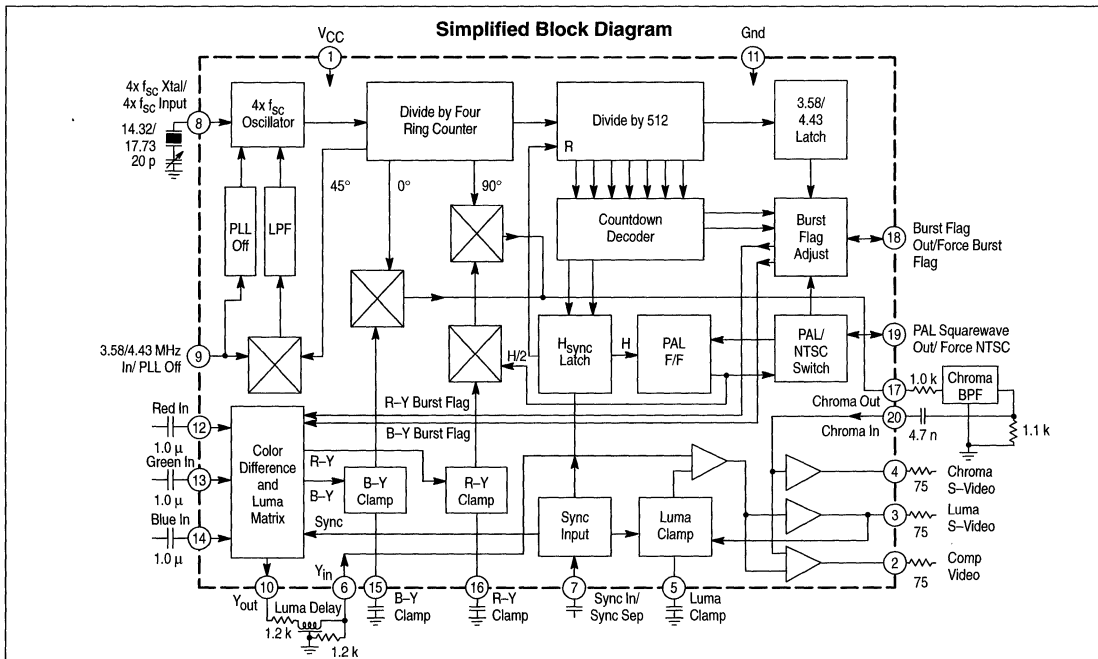 Simplified Block Diagram
VCC
1
Gnd
11
4x fSC Xtal/
4x fSC Input
8
14.32/
17.73
20 p
4x fSC
Oscillator
Divide by Four
Ring Counter
Divide by 512
R
3.58/
4.43
Latch
45°
0°
90°
PLL
Off
LPF
Countdown
Decoder
Burst
Flag
Adjust
18
Burst Flag
Out/Force Burst
Flag
3.58/4.43 MHz
In/ PLL Off
9
H/2
Hsync
Latch
H
PAL
F/F
PAL/
NTSC
Switch
19
PAL Squarewave
Out/ Force NTSC
17
1.0 k
Chroma
BPF
Chroma Out
20
Chroma In
4.7 n
1.1 k
R–Y Burst Flag
B–Y Burst Flag
Red In
12
1.0 µ
Green In
13
1.0 µ
Blue In
14
1.0 µ
Color
Difference
and
Luma
Matrix
R–Y
B–Y
Sync
B–Y
Clamp
R–Y
Clamp
Sync
Input
Luma
Clamp
4
75
Chroma
S–Video
3
75
Luma
S–Video
2
75
Comp
Video
10
Yout
Yin
6
15
B–Y
Clamp
16
R–Y
Clamp
7
Sync In/
Sync Sep
5
Luma
Clamp
Luma Delay
1.2 k
1.2 k